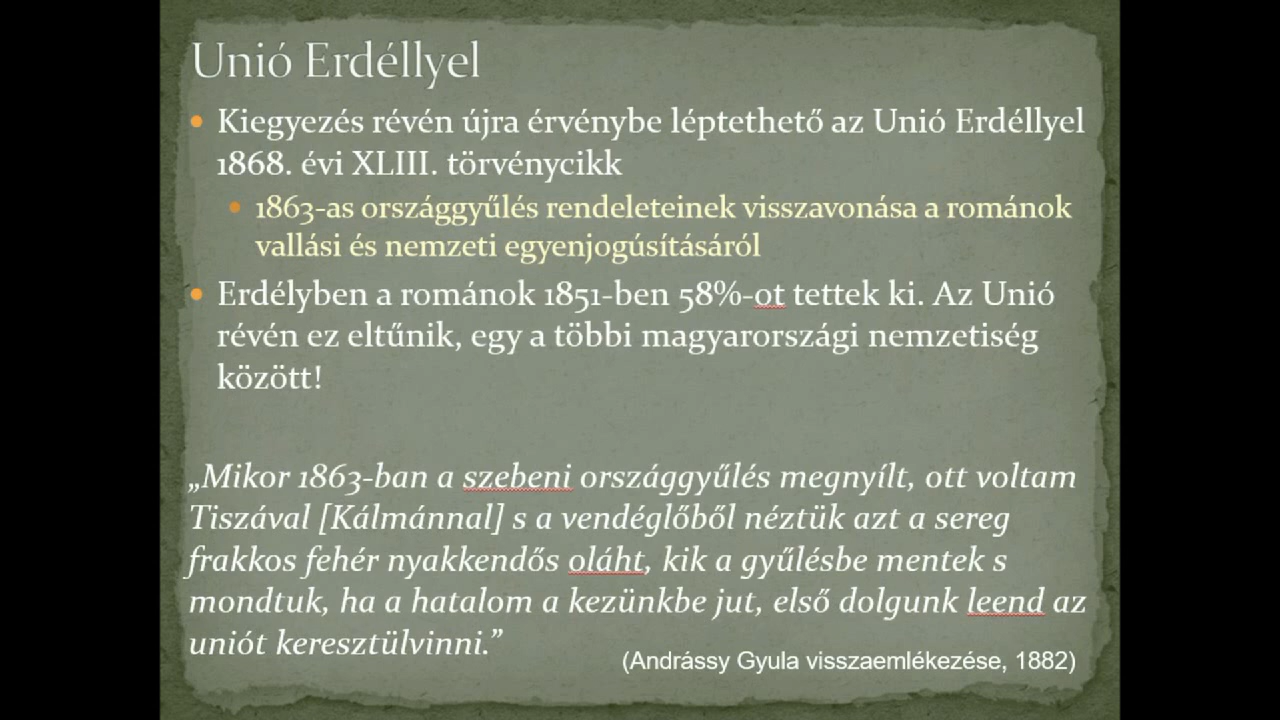 Unió Erdéllyel
Kiegyezés révén újra érvénybe léptethető az Unió Erdéllyel
1868. évi XLIII. törvénycikk
1863-as országgyűlés rendeleteinek visszavonása a románok
vallási és nemzeti egyenjogúsításáról
Erdélyben a románok 1851-ben 58%-ot tettek ki. Az Unió
révén ez eltűnik, egy a többi magyarországi nemzetiség
között!
„Mikor 1863-ban a szebeni országgyűlés megnyílt, ott voltam
Tiszával [Kálmánnal] s a vendéglőből néztük azt a sereg
frakkos fehér nyakkendős oláht, kik a gyűlésbe mentek s
mondtuk, ha a hatalom a kezünkbe jut, első dolgunk leend az
uniót keresztülvinni.”
(Andrássy Gyula visszaemlékezése, 1882)